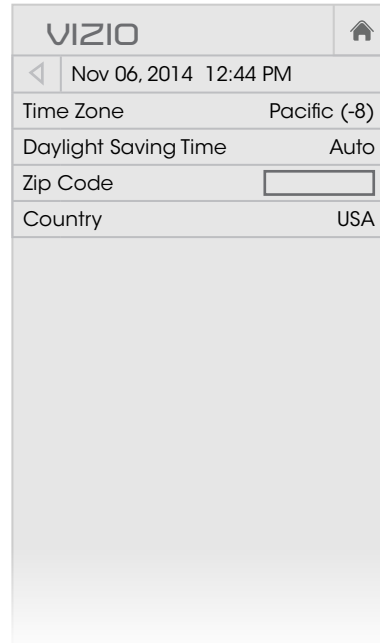 VIZIO
Nov 06, 2014 12:44 PM
Time Zone Pacific (-8)
Daylight Saving Time Auto
Zip Code
Country USA